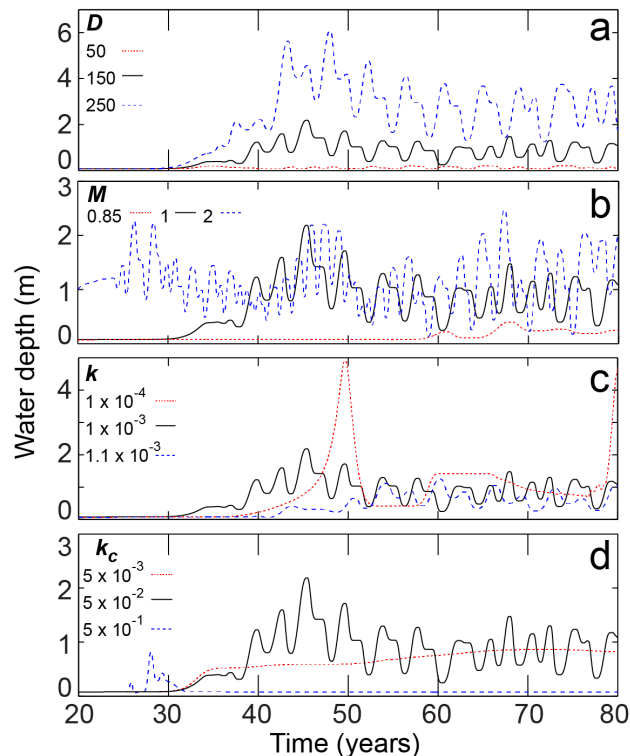 D
a
50
150
250
6
4
2
0
M
b
0.85 1 2
3
2
1
0
k
c
1 x 10⁻⁴
1 x 10⁻³
1.1 x 10⁻³
4
2
0
k_C
d
5 x 10⁻³
5 x 10⁻²
5 x 10⁻¹
3
2
1
0
20 30 40 50 60 70 80
Water depth (m)
Time (years)